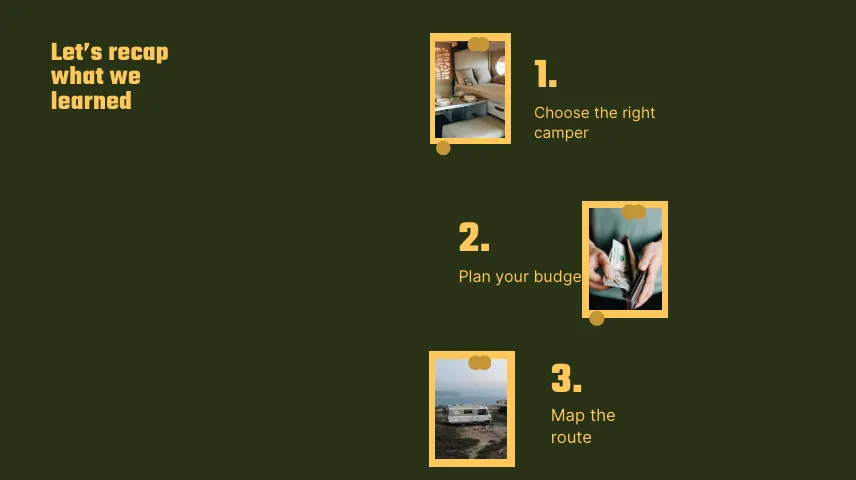 Let's recap
what we
learned
1.
Choose the right
camper
2.
Plan your budge
3.
Map the
route